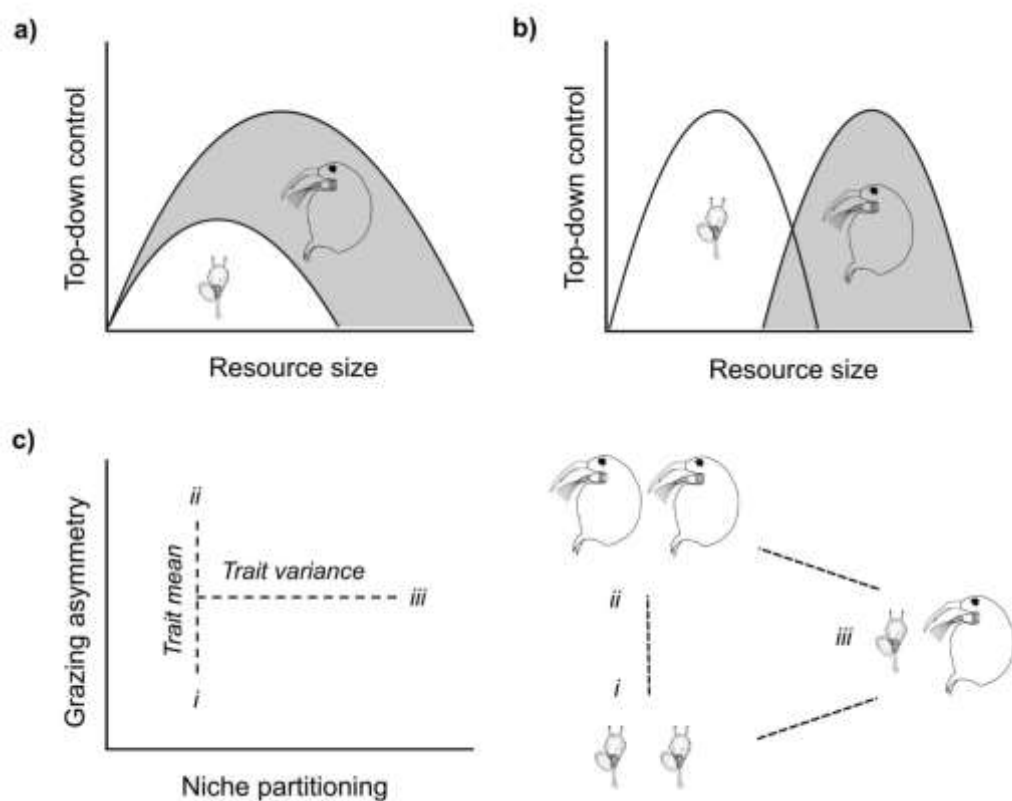 a)
Top-down control
Resource size
b)
Top-down control
Resource size
c)
Grazing asymmetry
ii
Trait mean
Trait variance
iii
i
Niche partitioning
ii
iii
i